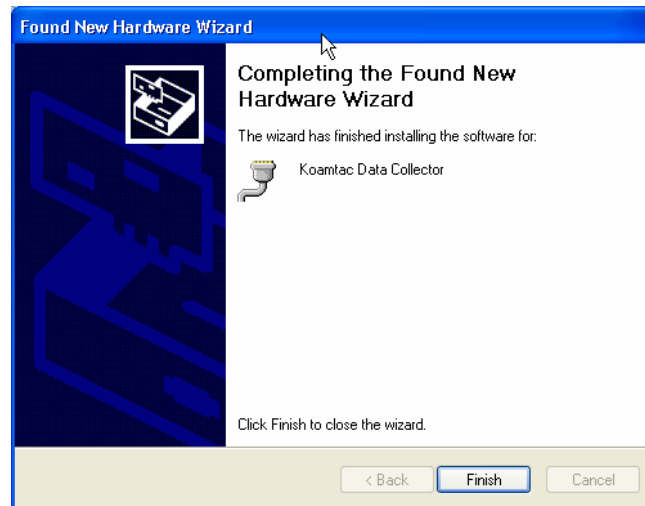 Found New Hardware Wizard
Completing the Found New
Hardware Wizard
The wizard has finished installing the software for:
Koamtac Data Collector
Click Finish to close the wizard.
< Back
Finish
Cancel